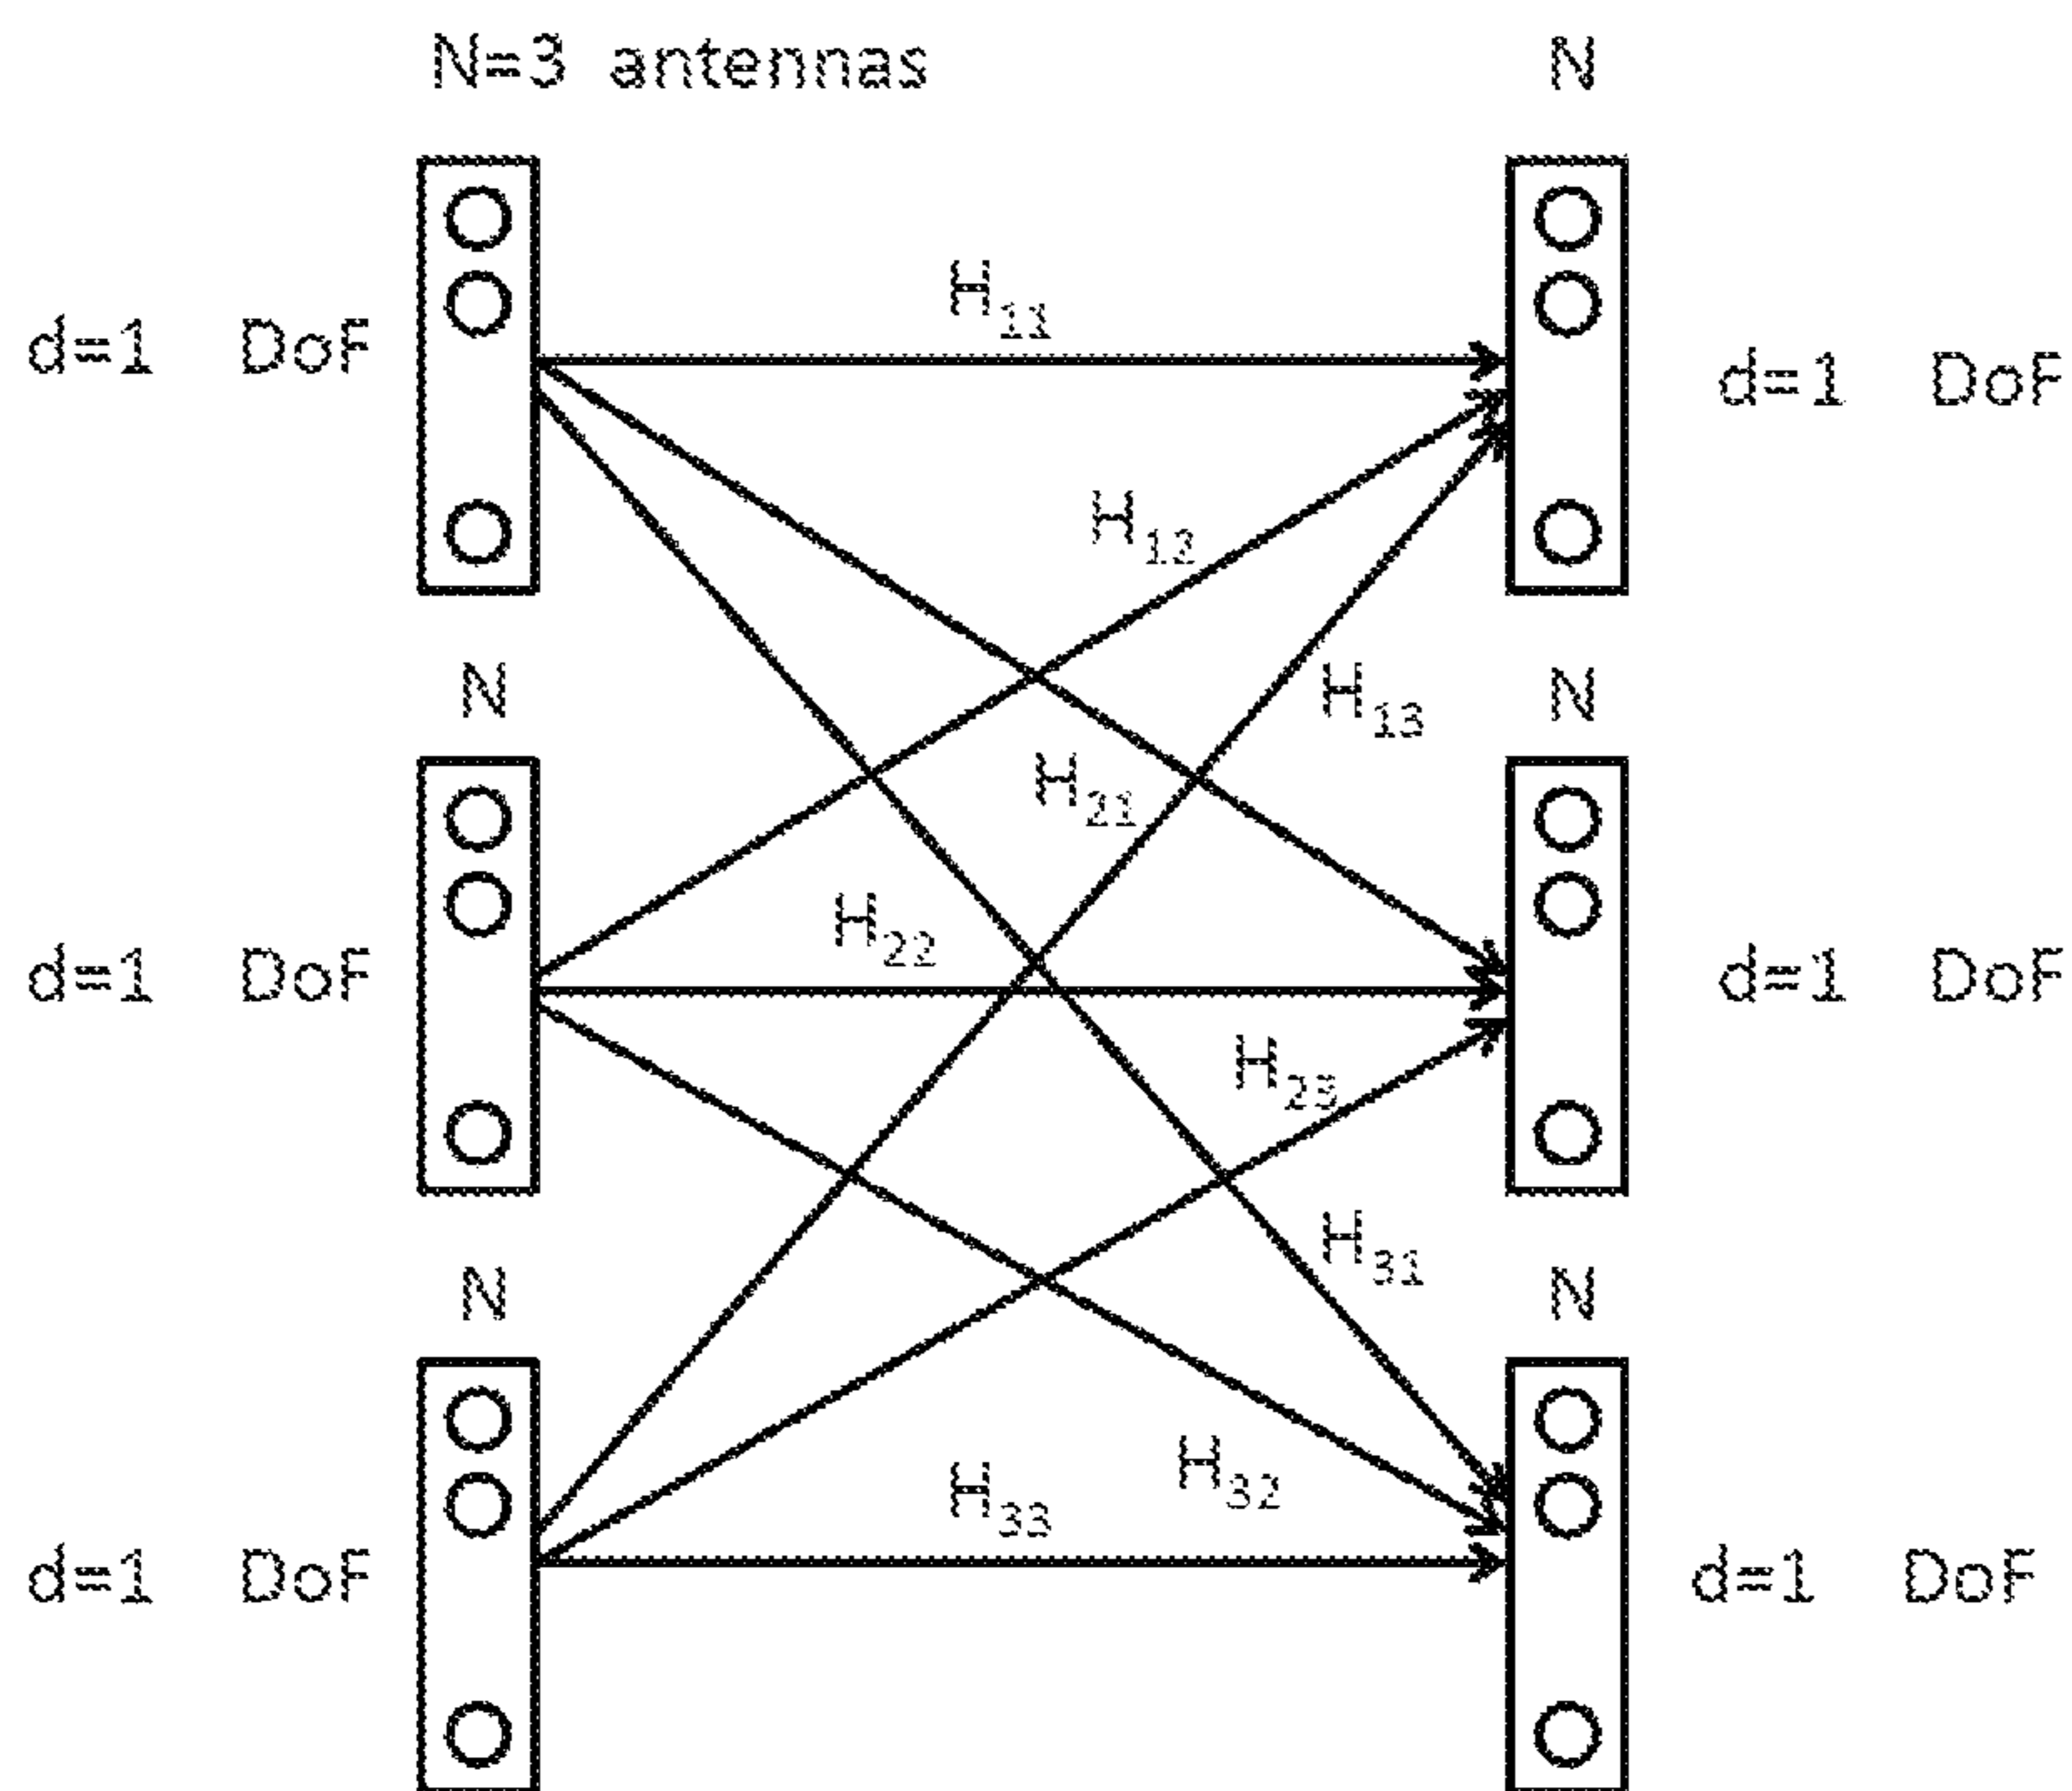 N=3 antennas
N
H₁₁
d=1 DoF
d=1 DoF
H₁₂
N
H₁₃
N
H₂₁
H₂₂
d=1 DoF
d=1 DoF
H₂₃
N
H₃₁
N
H₃₂
H₃₃
d=1 DoF
d=1 DoF